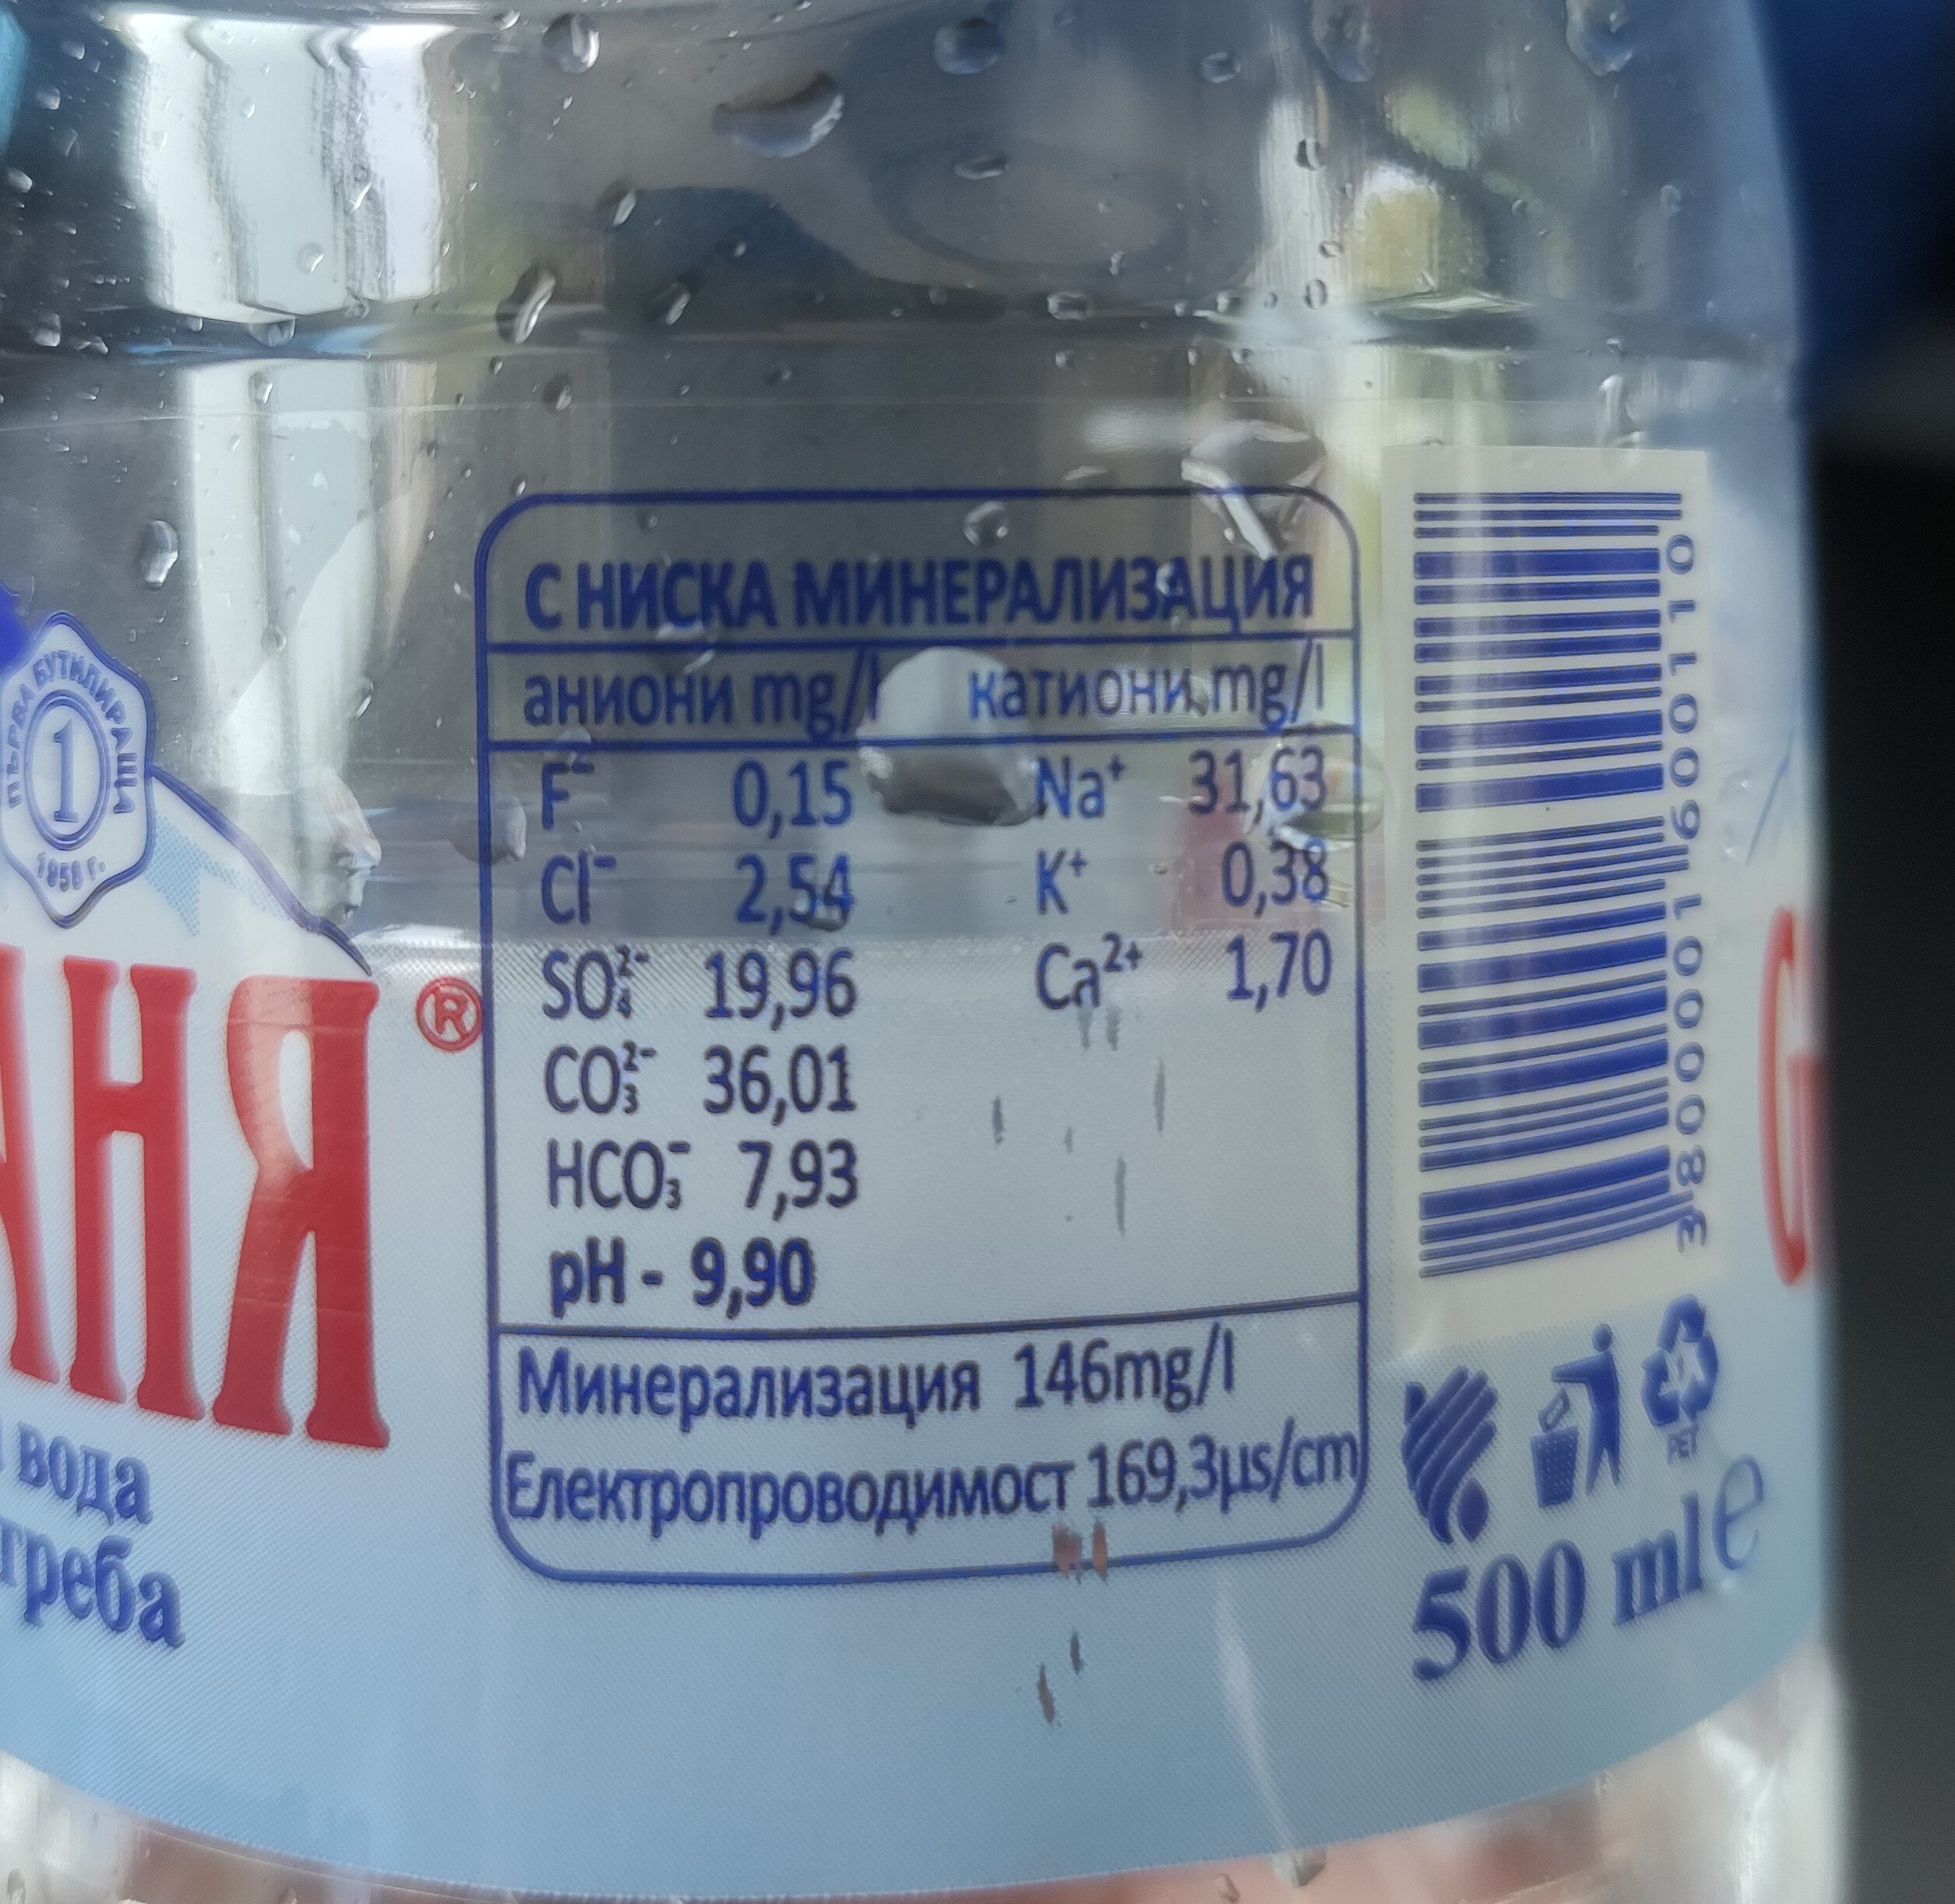 ПЪРВА БУТИЛИРАЩА
1
1958 г.
АНЯ®
вода
треба
С НИСКА МИНЕРАЛИЗАЦИЯ
аниони mg/l катиони mg/l
F⁻ 0,15 Na⁺ 31,63
Cl⁻ 2,54 K⁺ 0,38
SO₄²⁻ 19,96 Ca²⁺ 1,70
CO₃²⁻ 36,01
HCO₃⁻ 7,93
pH - 9,90
Минерализация 146mg/l
Електропроводимост 169,3µs/cm
3800016001010
PET
500 ml e
G